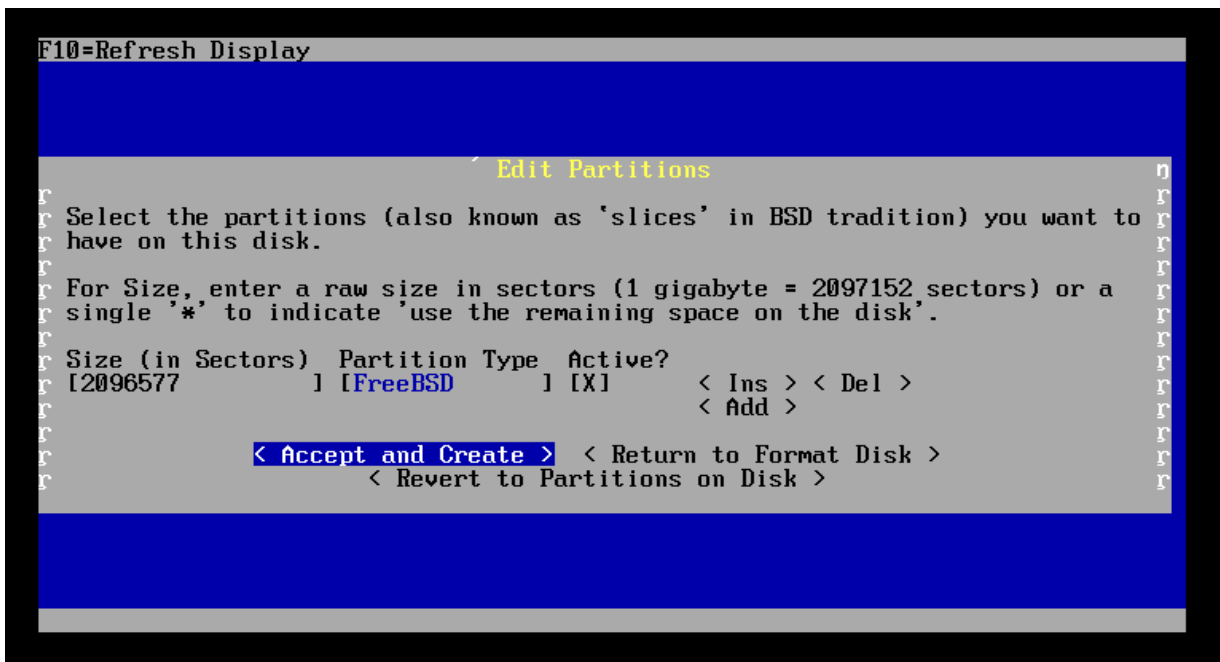 F10=Refresh Display
Edit Partitions
Select the partitions (also known as 'slices' in BSD tradition) you want to
have on this disk.
For Size, enter a raw size in sectors (1 gigabyte = 2097152 sectors) or a
single '*' to indicate 'use the remaining space on the disk'.
Size (in Sectors) Partition Type Active?
[2096577 ] [FreeBSD ] [X] < Ins > < Del >
< Add >
< Accept and Create > < Return to Format Disk >
< Revert to Partitions on Disk >